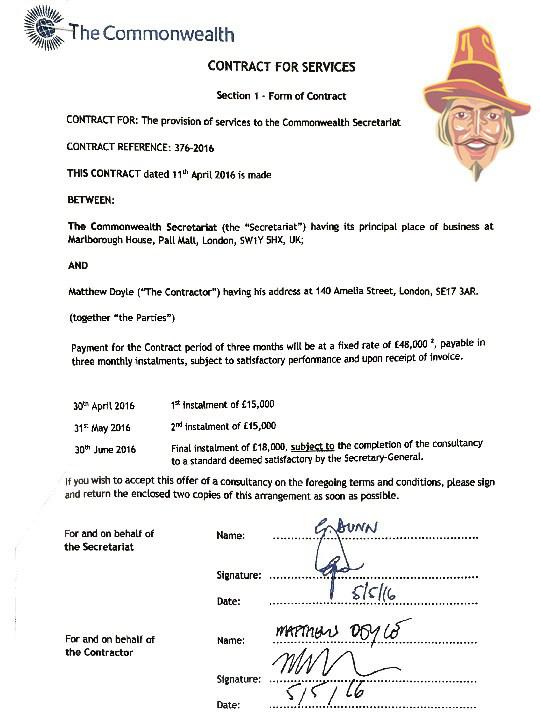 The Commonwealth
CONTRACT FOR SERVICES
Section 1 - Form of Contract
CONTRACT FOR: The provision of services to the Commonwealth Secretariat
CONTRACT REFERENCE: 376-2016
THIS CONTRACT dated 11th April 2016 is made
BETWEEN:
The Commonwealth Secretariat (the "Secretariat") having its principal place of business at
Marlborough House, Pall Mall, London, SW1Y 5HX, UK;
AND
Matthew Doyle ("The Contractor") having his address at 140 Amelia Street, London, SE17 3AR.
(together "the Parties")
Payment for the Contract period of three months will be at a fixed rate of £48,000 ², payable in
three monthly instalments, subject to satisfactory performance and upon receipt of invoice.
30th April 2016 1st instalment of £15,000
31st May 2016 2nd instalment of £15,000
30th June 2016 Final instalment of £18,000, subject to the completion of the consultancy
to a standard deemed satisfactory by the Secretary-General.
If you wish to accept this offer of a consultancy on the foregoing terms and conditions, please sign
and return the enclosed two copies of this arrangement as soon as possible.
For and on behalf of
the Secretariat
Name: G. DUNN
Signature:
Date: 5/5/16
For and on behalf of
the Contractor
Name: MATTHEW DOYLE
Signature:
Date: 5/5/16